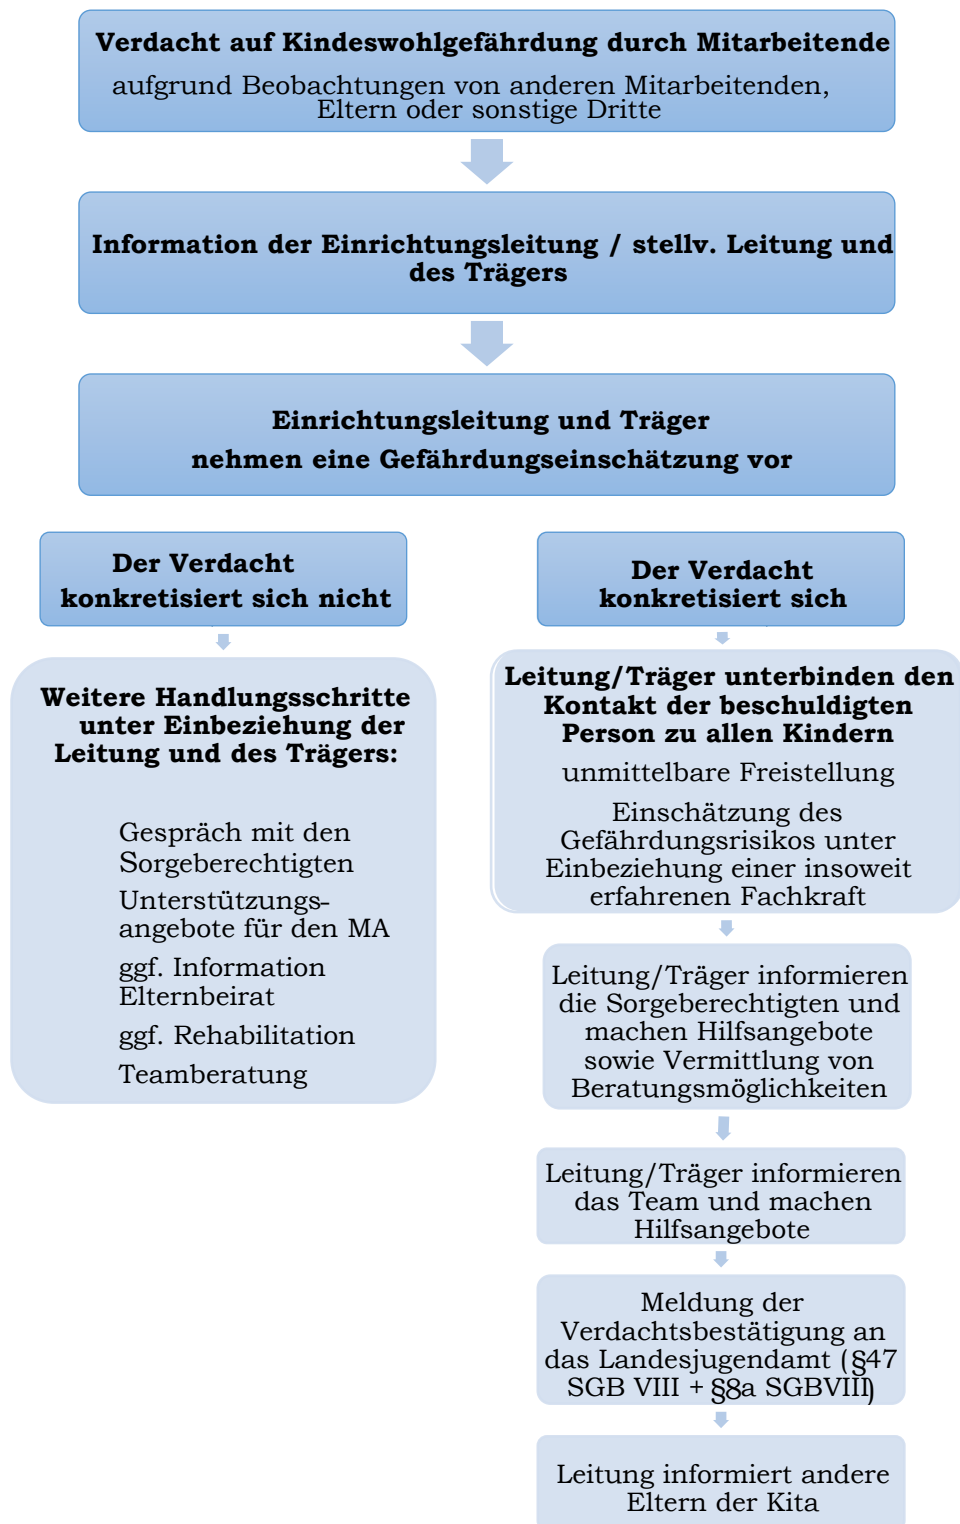 Verdacht auf Kindeswohlgefährdung durch Mitarbeitende
aufgrund Beobachtungen von anderen Mitarbeitenden,
Eltern oder sonstige Dritte
Information der Einrichtungsleitung / stellv. Leitung und
des Trägers
Einrichtungsleitung und Träger
nehmen eine Gefährdungseinschätzung vor
Der Verdacht
konkretisiert sich nicht
Weitere Handlungsschritte
unter Einbeziehung der
Leitung und des Trägers:
Gespräch mit den
Sorgeberechtigten
Unterstützungs-
angebote für den MA
ggf. Information
Elternbeirat
ggf. Rehabilitation
Teamberatung
Der Verdacht
konkretisiert sich
Leitung/Träger unterbinden den
Kontakt der beschuldigten
Person zu allen Kindern
unmittelbare Freistellung
Einschätzung des
Gefährdungsrisikos unter
Einbeziehung einer insoweit
erfahrenen Fachkraft
Leitung/Träger informieren
die Sorgeberechtigten und
machen Hilfsangebote
sowie Vermittlung von
Beratungsmöglichkeiten
Leitung/Träger informieren
das Team und machen
Hilfsangebote
Meldung der
Verdachtsbestätigung an
das Landesjugendamt (§47
SGB VIII + §8a SGBVIII)
Leitung informiert andere
Eltern der Kita